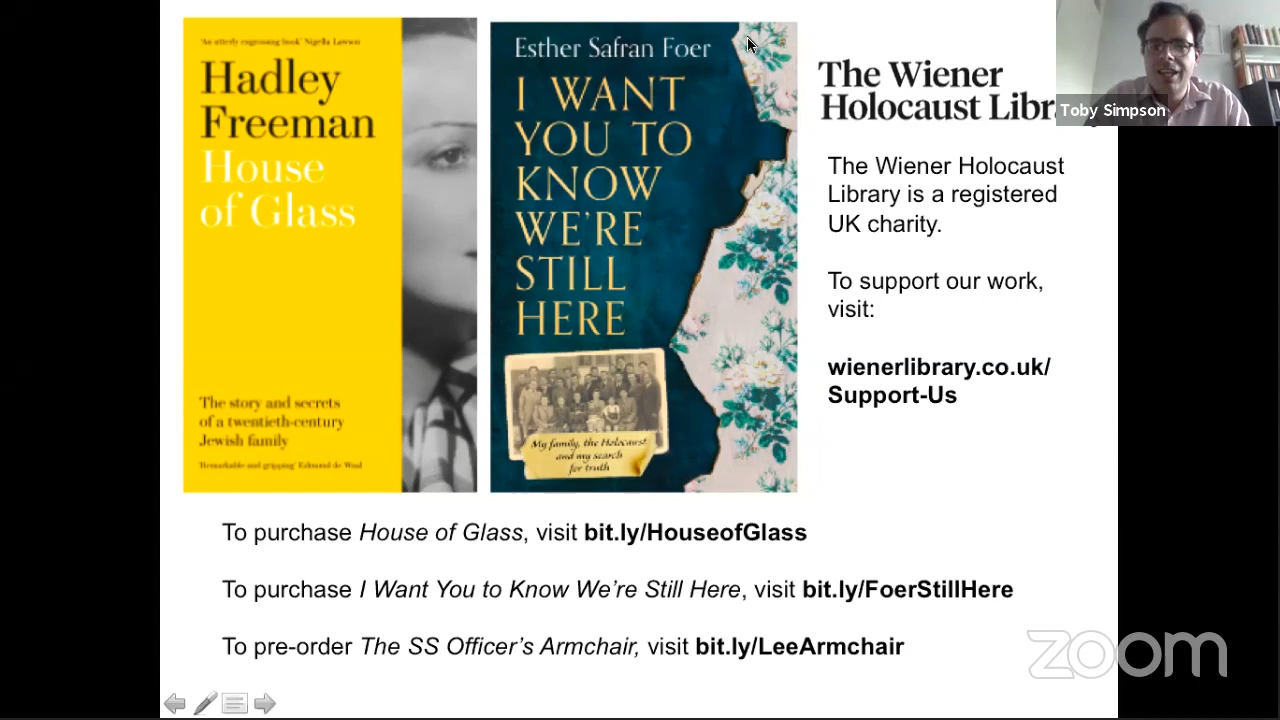 'An utterly engrossing book' Nigella Lawson
Hadley
Freeman
House
of Glass
The story and secrets
of a twentieth-century
Jewish family
'Remarkable and gripping' Edmund de Waal
Esther Safran Foer
I WANT
YOU TO
KNOW
WE'RE
STILL
HERE
My family, the Holocaust
and my search
for truth
The Wiener
Holocaust Libr
Toby Simpson
The Wiener Holocaust
Library is a registered
UK charity.
To support our work,
visit:
wienerlibrary.co.uk/
Support-Us
To purchase House of Glass, visit bit.ly/HouseofGlass
To purchase I Want You to Know We're Still Here, visit bit.ly/FoerStillHere
To pre-order The SS Officer's Armchair, visit bit.ly/LeeArmchair
zoom